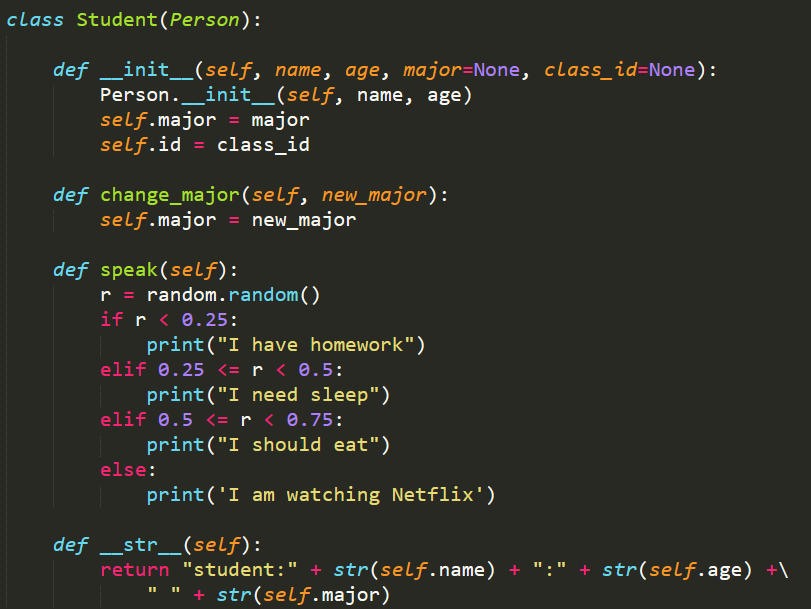 class Student(Person):

    def __init__(self, name, age, major=None, class_id=None):
        Person.__init__(self, name, age)
        self.major = major
        self.id = class_id

    def change_major(self, new_major):
        self.major = new_major

    def speak(self):
        r = random.random()
        if r < 0.25:
            print("I have homework")
        elif 0.25 <= r < 0.5:
            print("I need sleep")
        elif 0.5 <= r < 0.75:
            print("I should eat")
        else:
            print('I am watching Netflix')

    def __str__(self):
        return "student:" + str(self.name) + ":" + str(self.age) +\
            " " + str(self.major)